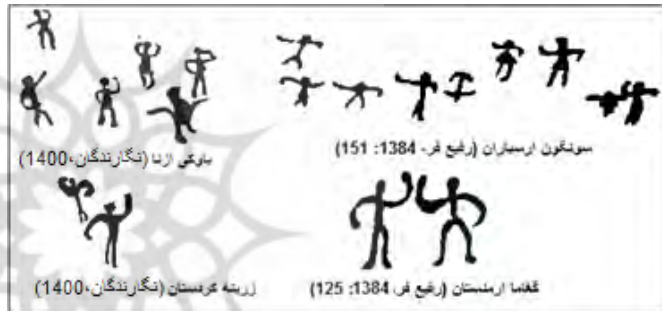 سونگون ارسباران (رفیع فر، 1384: 151)
باوکی ازنا (نگارندگان،1400)
گغاما ارمنستان (رفیع فر، 1384: 125)
زرینه کردستان (نگارندگان،1400)